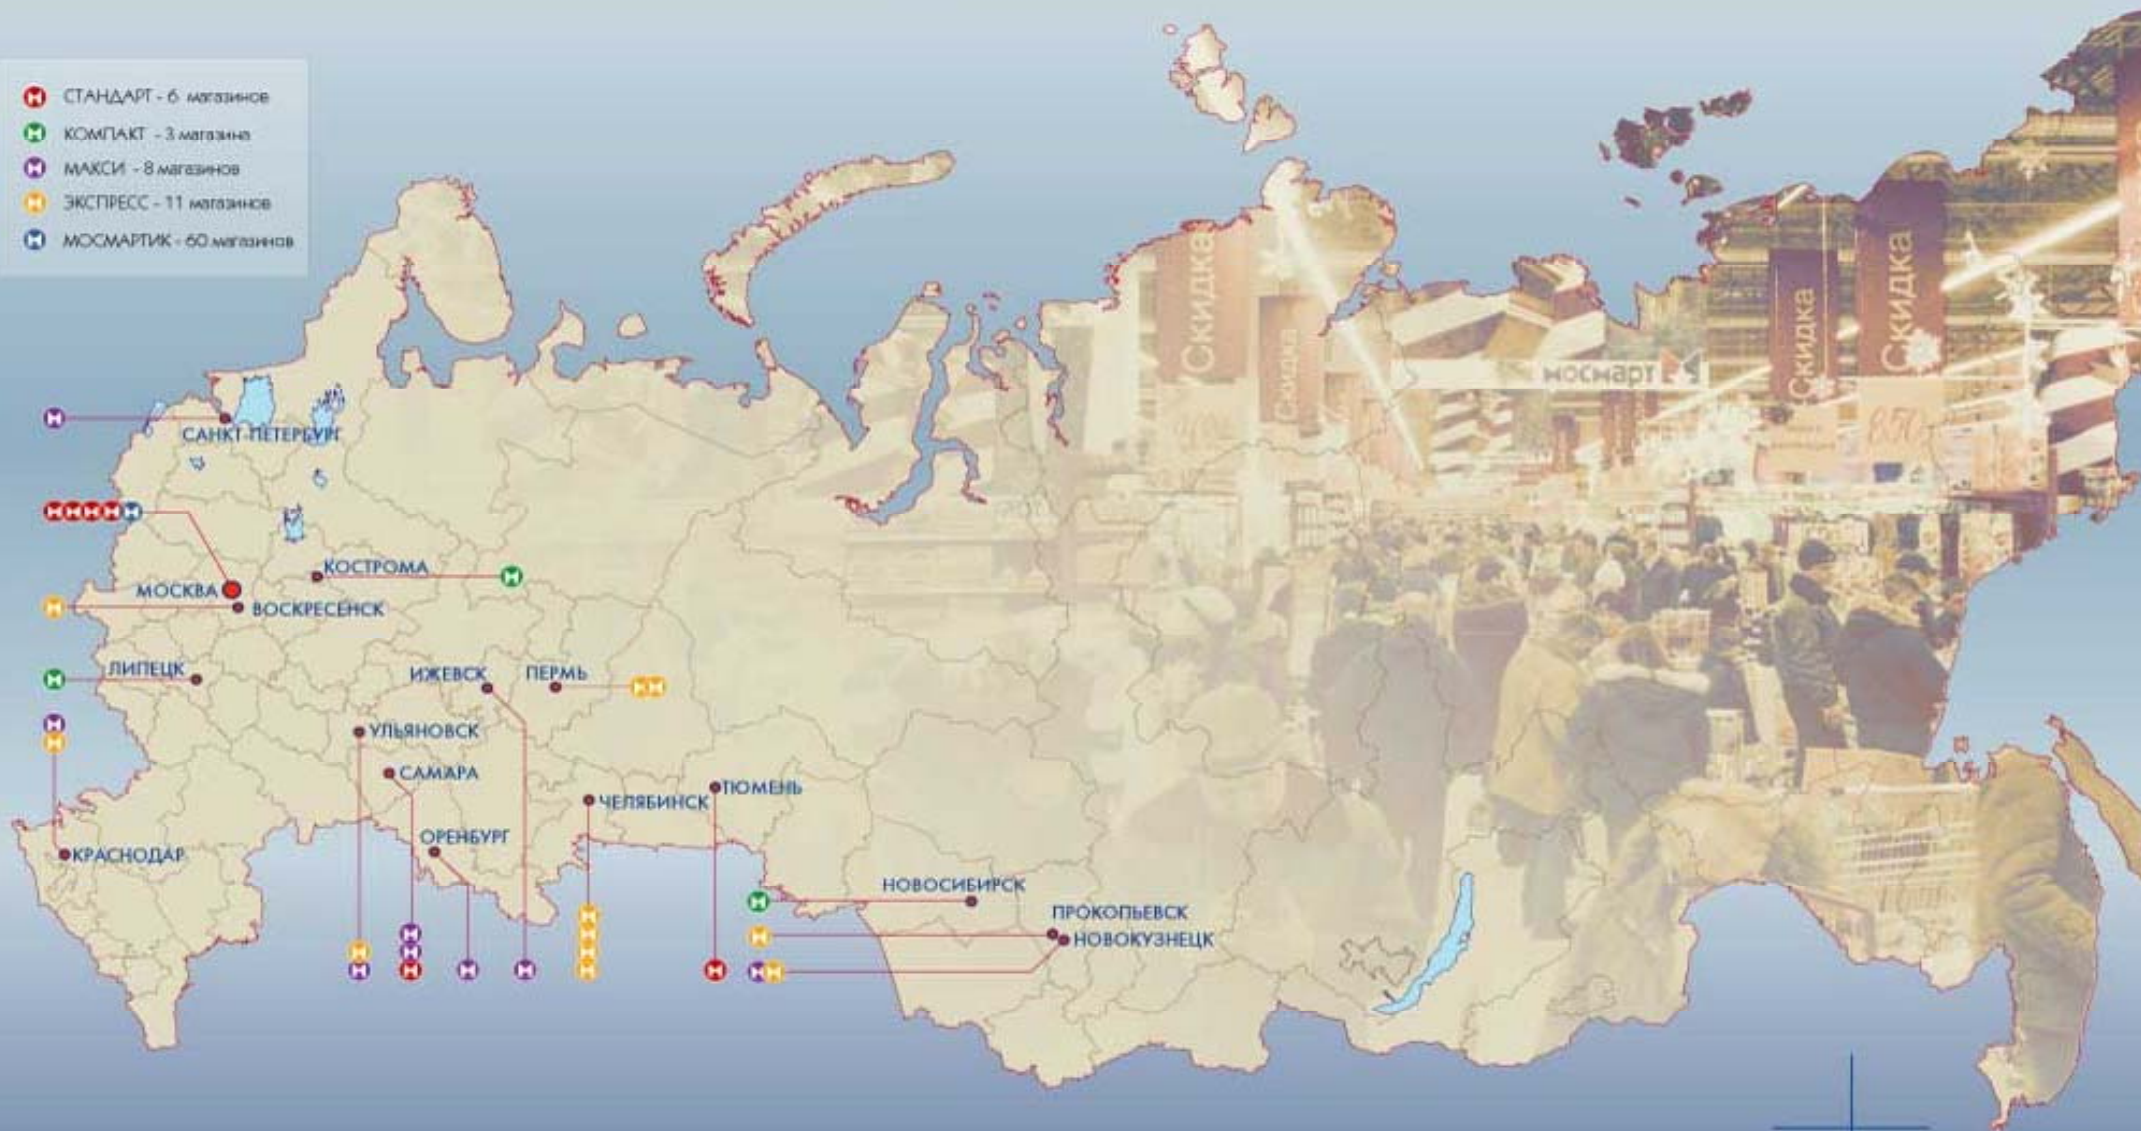 СТАНДАРТ - 6 магазинов
КОМПАКТ - 3 магазина
МАКСИ - 8 магазинов
ЭКСПРЕСС - 11 магазинов
МОСМАРТИК - 60 магазинов
Скидка
Скидка
Скидка
Скидка
мосмарт
САНКТ-ПЕТЕРБУРГ
850
КОСТРОМА
МОСКВА
ВОСКРЕСЕНСК
ЛИПЕЦК
ИЖЕВСК
ПЕРМЬ
УЛЬЯНОВСК
САМАРА
ТЮМЕНЬ
ЧЕЛЯБИНСК
ОРЕНБУРГ
КРАСНОДАР
НОВОСИБИРСК
ПРОКОПЬЕВСК
НОВОКУЗНЕЦК